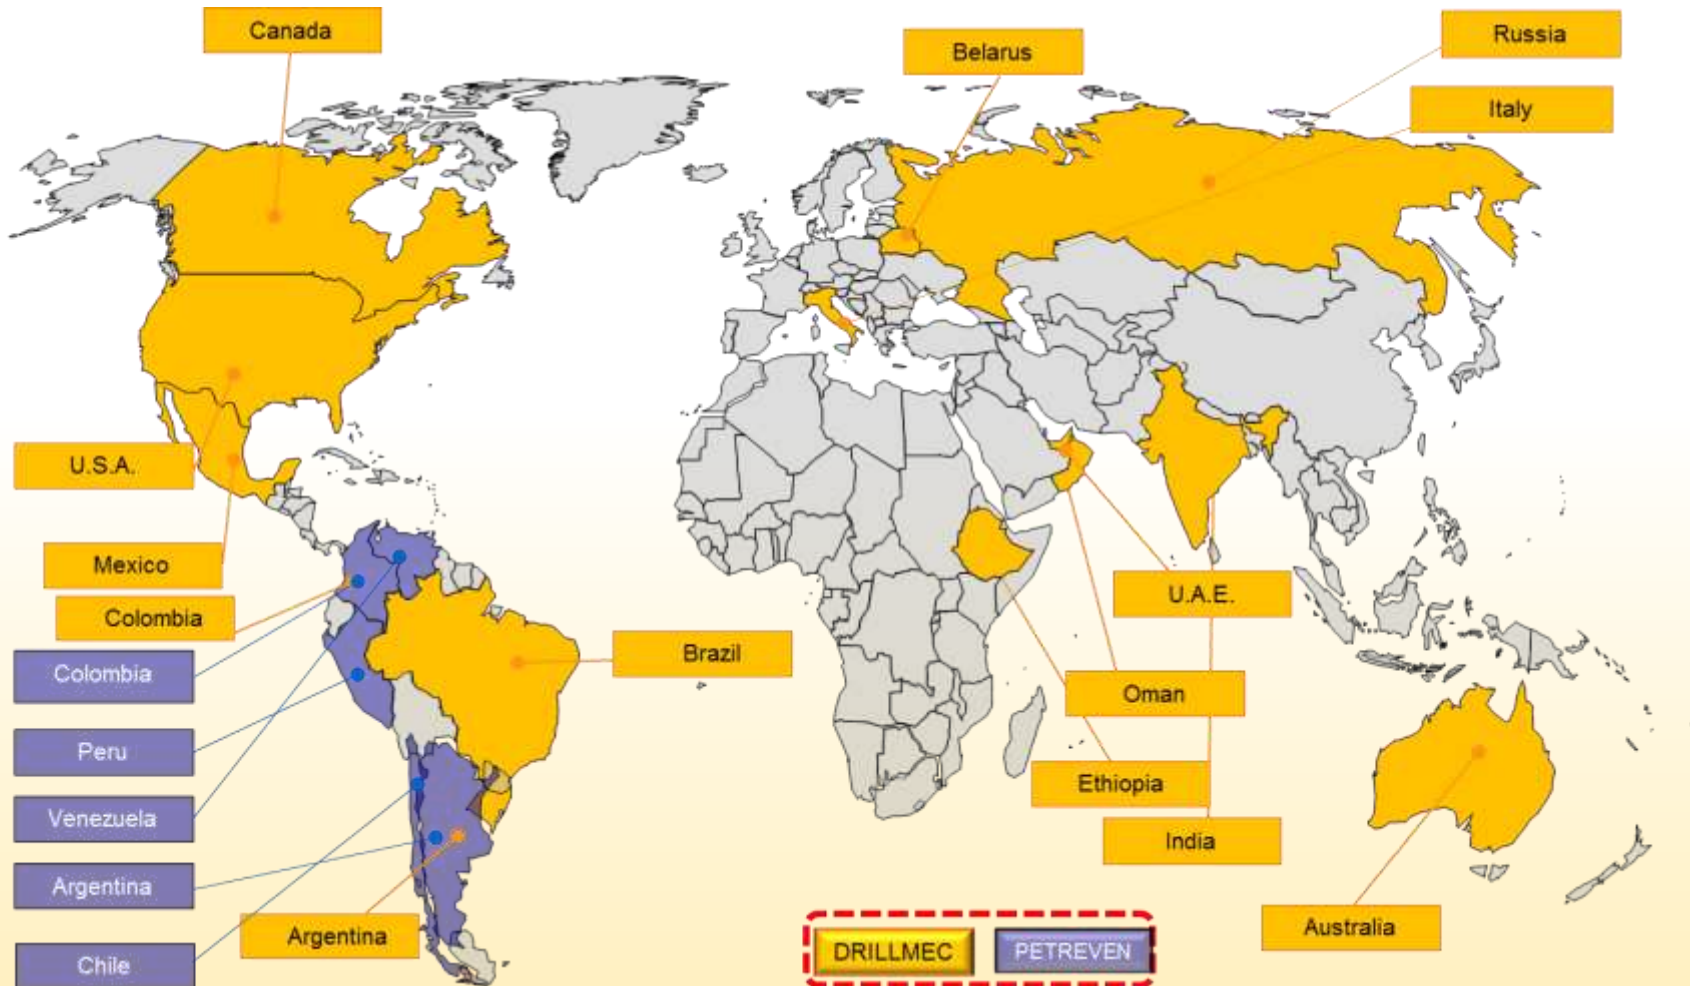 Canada
Belarus
Russia
Italy
U.S.A.
Mexico
Colombia
Colombia
Peru
Venezuela
Argentina
Chile
Argentina
Brazil
U.A.E.
Oman
Ethiopia
India
Australia
DRILLMEC
PETREVEN